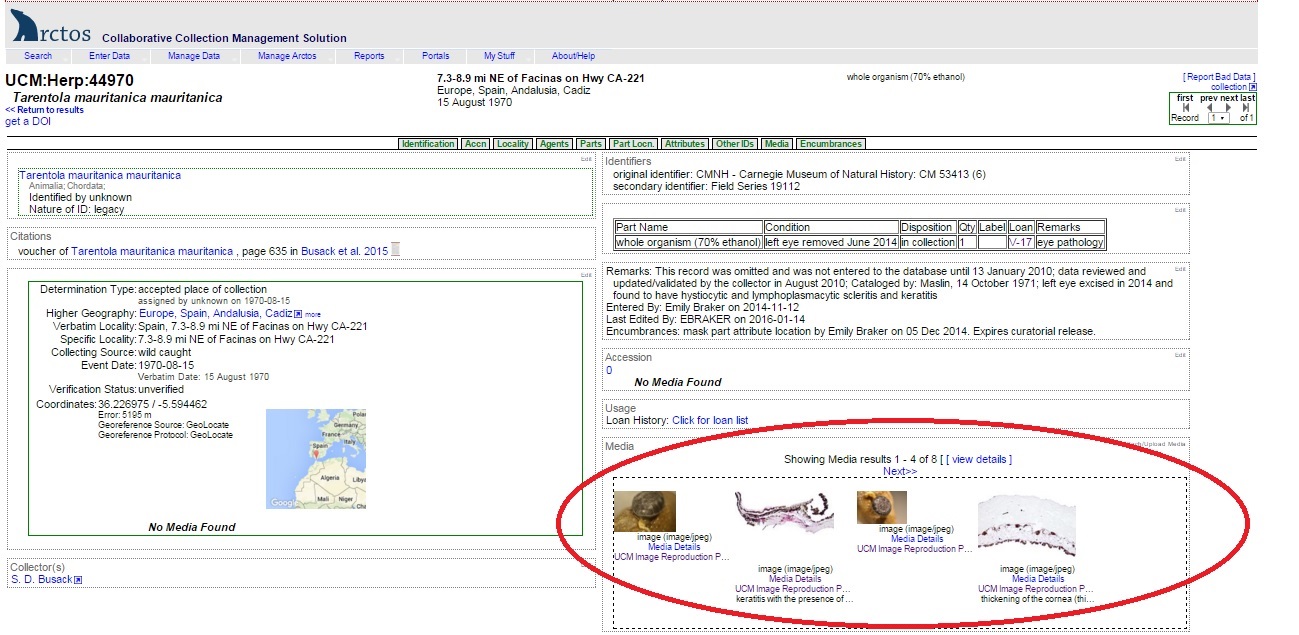 Arctos Collaborative Collection Management Solution
Search Enter Data Manage Data Manage Arctos Reports Portals My Stuff About/Help
UCM:Herp:44970
Tarentola mauritanica mauritanica
<< Return to results
get a DOI
7.3-8.9 mi NE of Facinas on Hwy CA-221
Europe, Spain, Andalusia, Cadiz
15 August 1970
whole organism (70% ethanol)
[ Report Bad Data ]
collection
first prev next last
Record 1 of 1
Identification Accn Locality Agents Parts Part Locn. Attributes Other IDs Media Encumbrances
Edit
Tarentola mauritanica mauritanica
Animalia; Chordata;
Identified by unknown
Nature of ID: legacy
Citations
voucher of Tarentola mauritanica mauritanica , page 635 in Busack et al. 2015
Edit
Determination Type: accepted place of collection
assigned by unknown on 1970-08-15
Higher Geography: Europe, Spain, Andalusia, Cadiz more
Verbatim Locality: Spain, 7.3-8.9 mi NE of Facinas on Hwy CA-221
Specific Locality: 7.3-8.9 mi NE of Facinas on Hwy CA-221
Collecting Source: wild caught
Event Date: 1970-08-15
Verbatim Date: 15 August 1970
Verification Status: unverified
Coordinates: 36.226975 / -5.594462
Error: 5195 m
Georeference Source: GeoLocate
Georeference Protocol: GeoLocate
Pola
Germany
France
Italy
Spain
Algeria
Libya
Mali Niger
Ch
Google
No Media Found
Collector(s)
S. D. Busack
Identifiers
Edit
original identifier: CMNH - Carnegie Museum of Natural History: CM 53413 (6)
secondary identifier: Field Series 19112
Edit
Part Name Condition Disposition Qty Label Loan Remarks
whole organism (70% ethanol) left eye removed June 2014 in collection 1 V-17 eye pathology
Edit
Remarks: This record was omitted and was not entered to the database until 13 January 2010; data reviewed and
updated/validated by the collector in August 2010; Cataloged by: Maslin, 14 October 1971; left eye excised in 2014 and
found to have hystiocytic and lymphoplasmacytic scleritis and keratitis
Entered By: Emily Braker on 2014-11-12
Last Edited By: EBRAKER on 2016-01-14
Encumbrances: mask part attribute location by Emily Braker on 05 Dec 2014. Expires curatorial release.
Accession
Edit
0
No Media Found
Usage
Loan History: Click for loan list
Media
/Upload Media
Showing Media results 1 - 4 of 8 [ [ view details ]
Next>>
image (image/jpeg)
Media Details
UCM Image Reproduction P...
image (image/jpeg)
Media Details
UCM Image Reproduction P...
keratitis with the presence of ...
image (image/jpeg)
Media Details
UCM Image Reproduction P...
image (image/jpeg)
Media Details
UCM Image Reproduction P...
thickening of the cornea (thi...